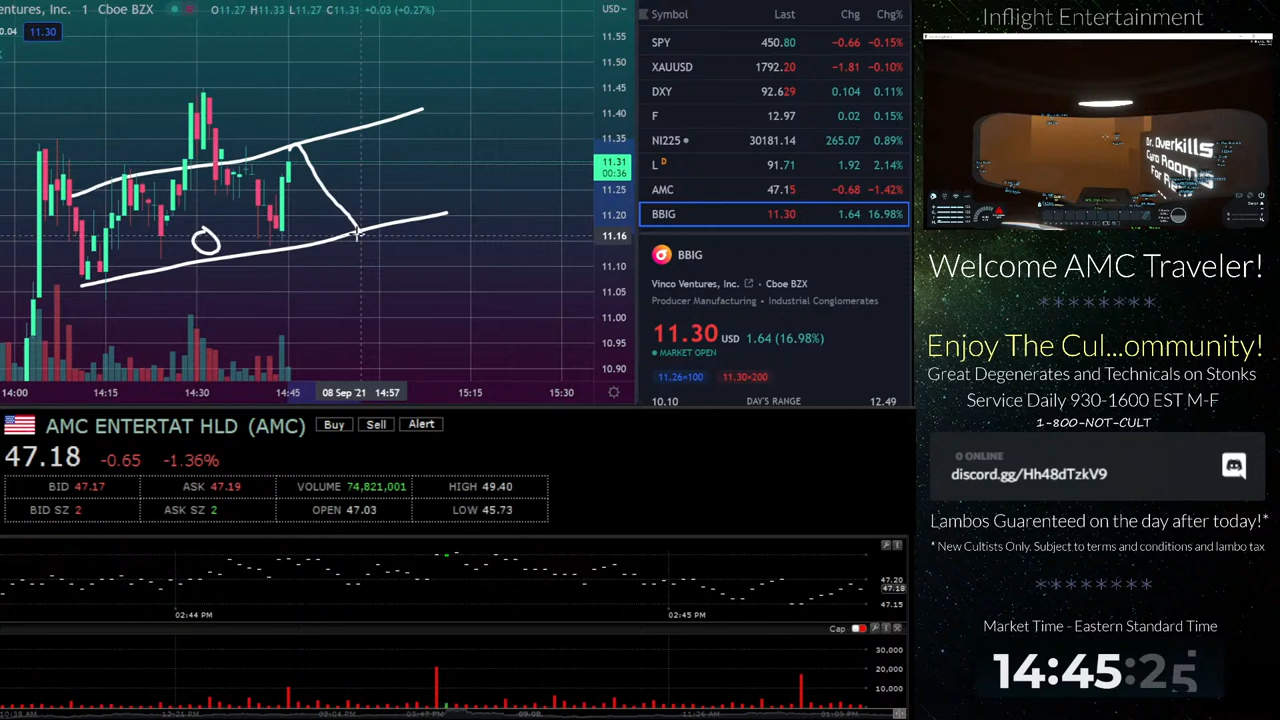 entures, Inc. 1 Cboe BZX O11.27 H11.33 L11.27 C11.31 +0.03 (+0.27%)
USD
0.04 11.30
11.55
11.50
11.45
11.40
11.35
11.31
00:36
11.25
11.20
11.16
11.10
11.05
11.00
10.95
10.90
14:00 14:15 14:30 14:45 08 Sep '21 14:57 15:15 15:30
Symbol Last Chg Chg%
SPY 450.80 −0.66 −0.15%
XAUUSD 1792.20 −1.81 −0.10%
DXY 92.629 0.104 0.11%
F 12.97 0.02 0.15%
NI225 30181.14 265.07 0.89%
L D 91.71 1.92 2.14%
AMC 47.15 −0.68 −1.42%
BBIG 11.30 1.64 16.98%
BBIG
Vinco Ventures, Inc. Cboe BZX
Producer Manufacturing • Industrial Conglomerates
11.30 USD 1.64 (16.98%)
MARKET OPEN
11.26×100 11.30×200
10.10 DAY'S RANGE 12.49
AMC ENTERTAT HLD (AMC) Buy Sell Alert
47.18 -0.65 -1.36%
BID 47.17 ASK 47.19 VOLUME 74,821,001 HIGH 49.40
BID SZ 2 ASK SZ 2 OPEN 47.03 LOW 45.73
47.20
47.18
47.15
02:44 PM 02:45 PM
Cap
30,000
20,000
10,000
Inflight Entertainment
Dr. Overkills
Gyro Rooms
Welcome AMC Traveler!
********
Enjoy The Cul...ommunity!
Great Degenerates and Technicals on Stonks
Service Daily 930-1600 EST M-F
1-800-NOT-CULT
0 ONLINE
discord.gg/Hh48dTzkV9
Lambos Guarenteed on the day after today!*
* New Cultists Only. Subject to terms and conditions and lambo tax
********
Market Time - Eastern Standard Time
14:45:25